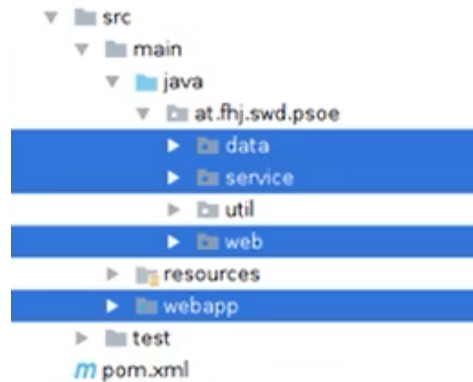 src
main
java
at.fhj.swd.psoe
data
service
util
web
resources
webapp
test
m pom.xml